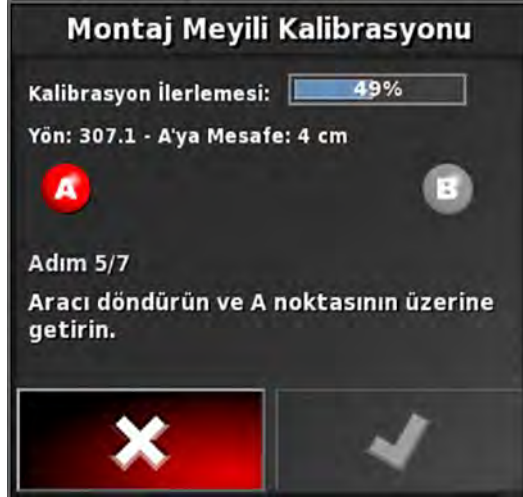 Montaj Meyili Kalibrasyonu
Kalibrasyon İlerlemesi: 49%
Yön: 307.1 - A'ya Mesafe: 4 cm
A B
Adım 5/7
Aracı döndürün ve A noktasının üzerine
getirin.